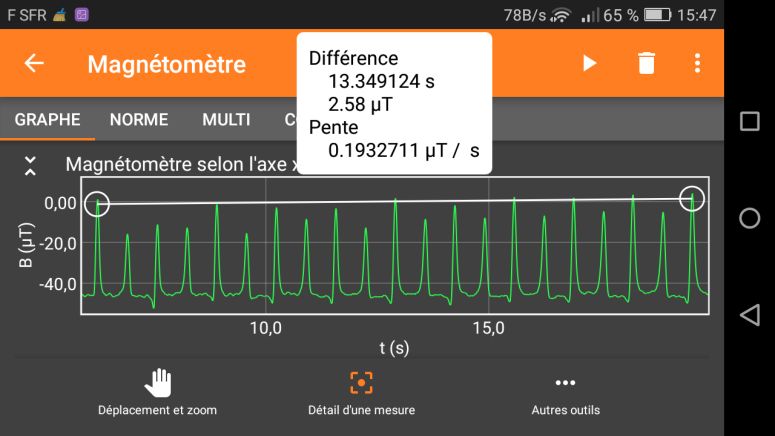 F SFR 78B/s 65 % 15:47
Magnétomètre
Différence
13.349124 s
2.58 µT
Pente
0.1932711 µT / s
GRAPHE NORME MULTI C
Magnétomètre selon l'axe x
B (µT)
0,00
-20,0
-40,0
10,0 15,0
t (s)
Déplacement et zoom Détail d'une mesure Autres outils